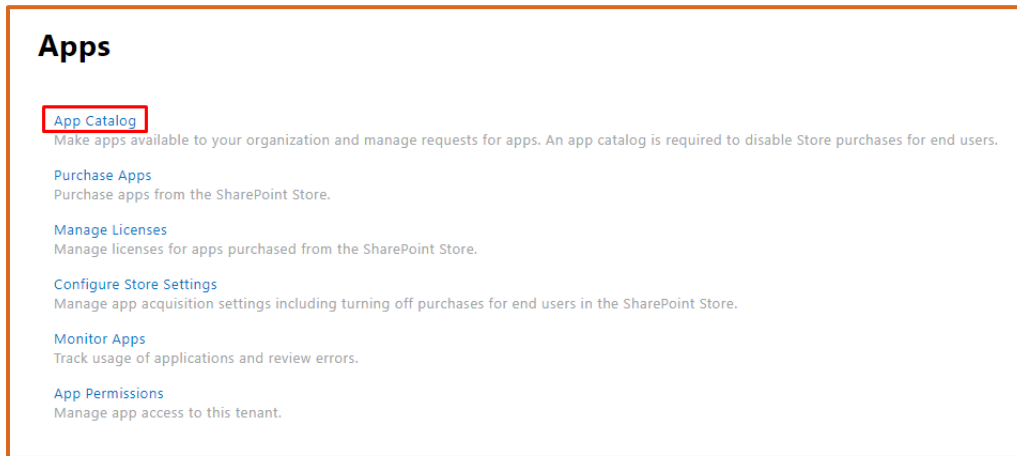 Apps
App Catalog
Make apps available to your organization and manage requests for apps. An app catalog is required to disable Store purchases for end users.
Purchase Apps
Purchase apps from the SharePoint Store.
Manage Licenses
Manage licenses for apps purchased from the SharePoint Store.
Configure Store Settings
Manage app acquisition settings including turning off purchases for end users in the SharePoint Store.
Monitor Apps
Track usage of applications and review errors.
App Permissions
Manage app access to this tenant.